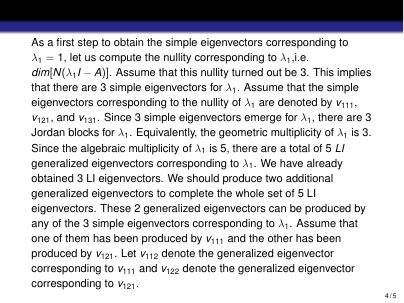 As a first step to obtain the simple eigenvectors corresponding to
λ₁ = 1, let us compute the nullity corresponding to λ₁,i.e.
dim[N(λ₁I − A)]. Assume that this nullity turned out be 3. This implies
that there are 3 simple eigenvectors for λ₁. Assume that the simple
eigenvectors corresponding to the nullity of λ₁ are denoted by v₁₁₁,
v₁₂₁, and v₁₃₁. Since 3 simple eigenvectors emerge for λ₁, there are 3
Jordan blocks for λ₁. Equivalently, the geometric multiplicity of λ₁ is 3.
Since the algebraic multiplicity of λ₁ is 5, there are a total of 5 LI
generalized eigenvectors corresponding to λ₁. We have already
obtained 3 LI eigenvectors. We should produce two additional
generalized eigenvectors to complete the whole set of 5 LI
eigenvectors. These 2 generalized eigenvectors can be produced by
any of the 3 simple eigenvectors corresponding to λ₁. Assume that
one of them has been produced by v₁₁₁ and the other has been
produced by v₁₂₁. Let v₁₁₂ denote the generalized eigenvector
corresponding to v₁₁₁ and v₁₂₂ denote the generalized eigenvector
corresponding to v₁₂₁.
4 / 5